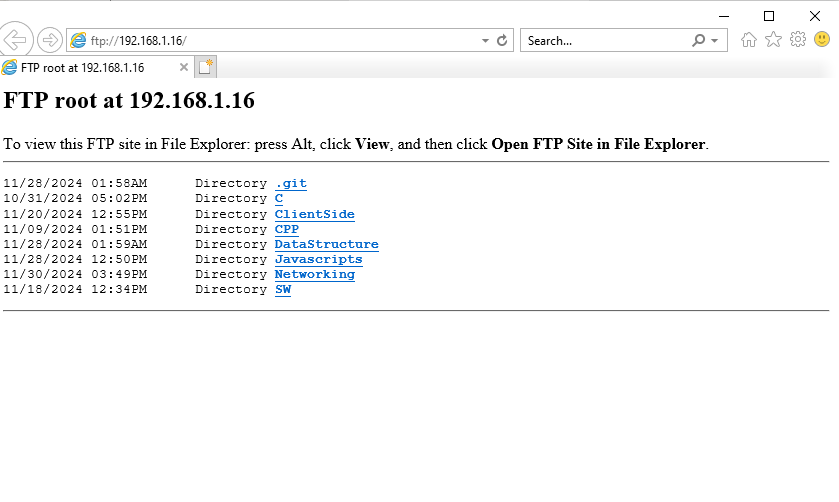 ftp://192.168.1.16/
Search...
FTP root at 192.168.1.16
FTP root at 192.168.1.16
To view this FTP site in File Explorer: press Alt, click View, and then click Open FTP Site in File Explorer.
11/28/2024 01:58AM Directory .git
10/31/2024 05:02PM Directory C
11/20/2024 12:55PM Directory ClientSide
11/09/2024 01:51PM Directory CPP
11/28/2024 01:59AM Directory DataStructure
11/28/2024 12:50PM Directory Javascripts
11/30/2024 03:49PM Directory Networking
11/18/2024 12:34PM Directory SW